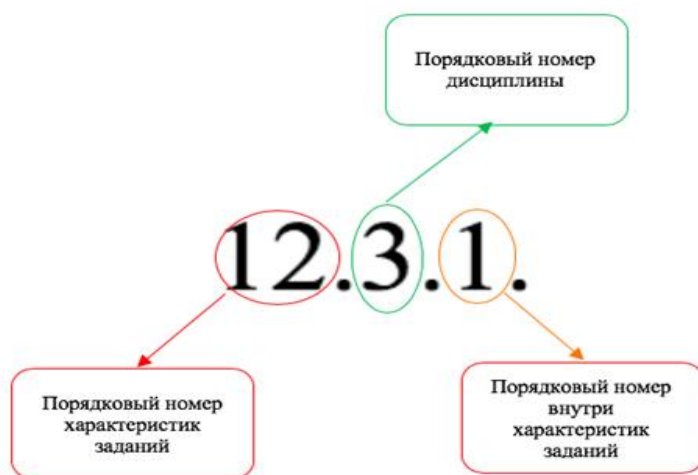 Порядковый номер
дисциплины
12.3.1.
Порядковый номер
характеристик
заданий
Порядковый номер
внутри
характеристик
заданий